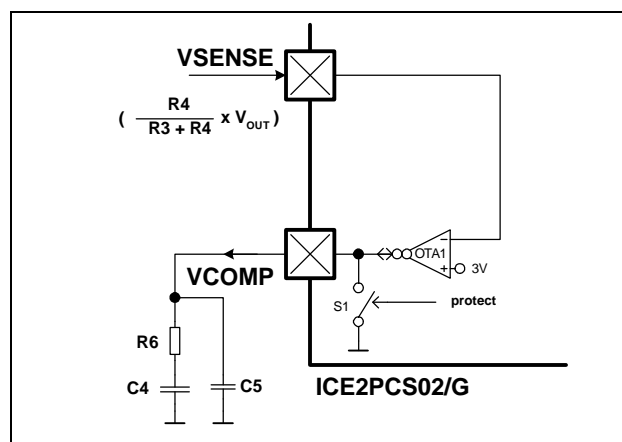 VSENSE
R4
( R3 + R4 x VOUT )
OTA1
−
+
3V
VCOMP
S1
protect
R6
C4
C5
ICE2PCS02/G